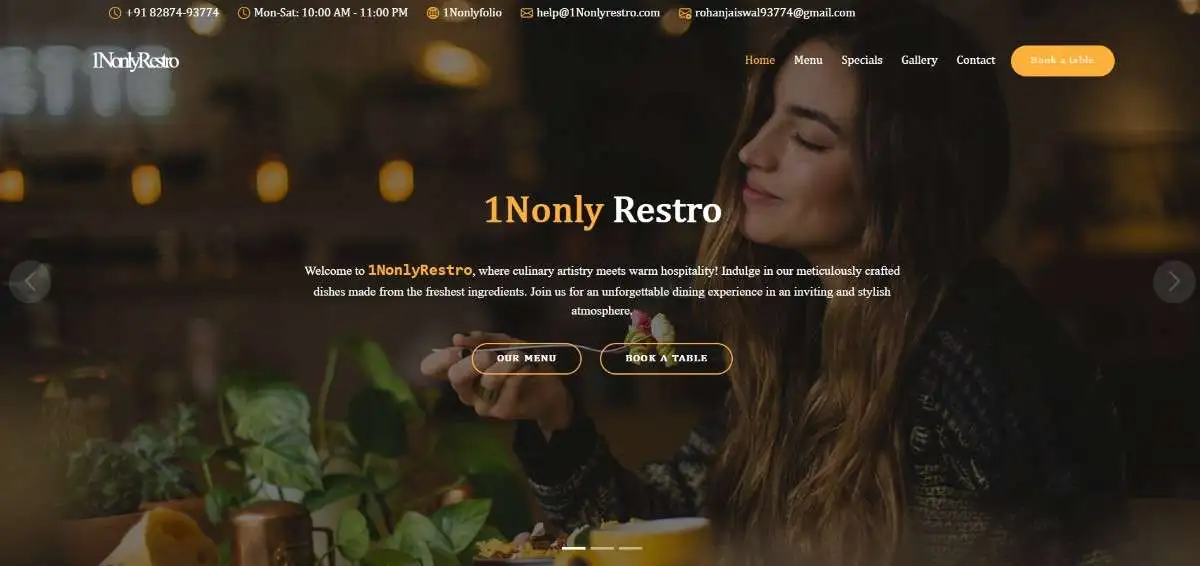 +91 82874-93774 Mon-Sat: 10:00 AM - 11:00 PM 1Nonlyfolio help@1Nonlyrestro.com rohanjaiswal93774@gmail.com
1NonlyRestro
Home Menu Specials Gallery Contact Book a table
1Nonly Restro
Welcome to 1NonlyRestro, where culinary artistry meets warm hospitality! Indulge in our meticulously crafted
dishes made from the freshest ingredients. Join us for an unforgettable dining experience in an inviting and stylish
atmosphere.
OUR MENU BOOK A TABLE